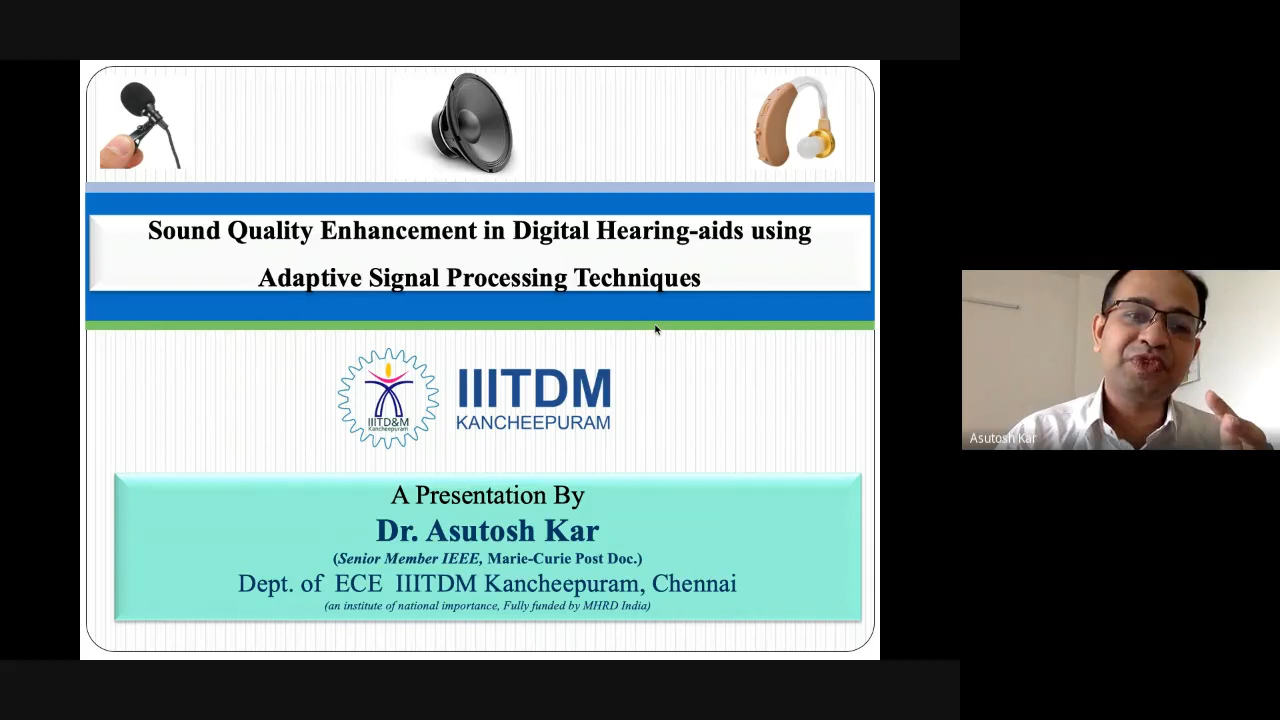 Sound Quality Enhancement in Digital Hearing-aids using
Adaptive Signal Processing Techniques
IIITD&M
Kancheepuram
IIITDM
KANCHEEPURAM
A Presentation By
Dr. Asutosh Kar
(Senior Member IEEE, Marie-Curie Post Doc.)
Dept. of ECE IIITDM Kancheepuram, Chennai
(an institute of national importance, Fully funded by MHRD India)
Asutosh Kar